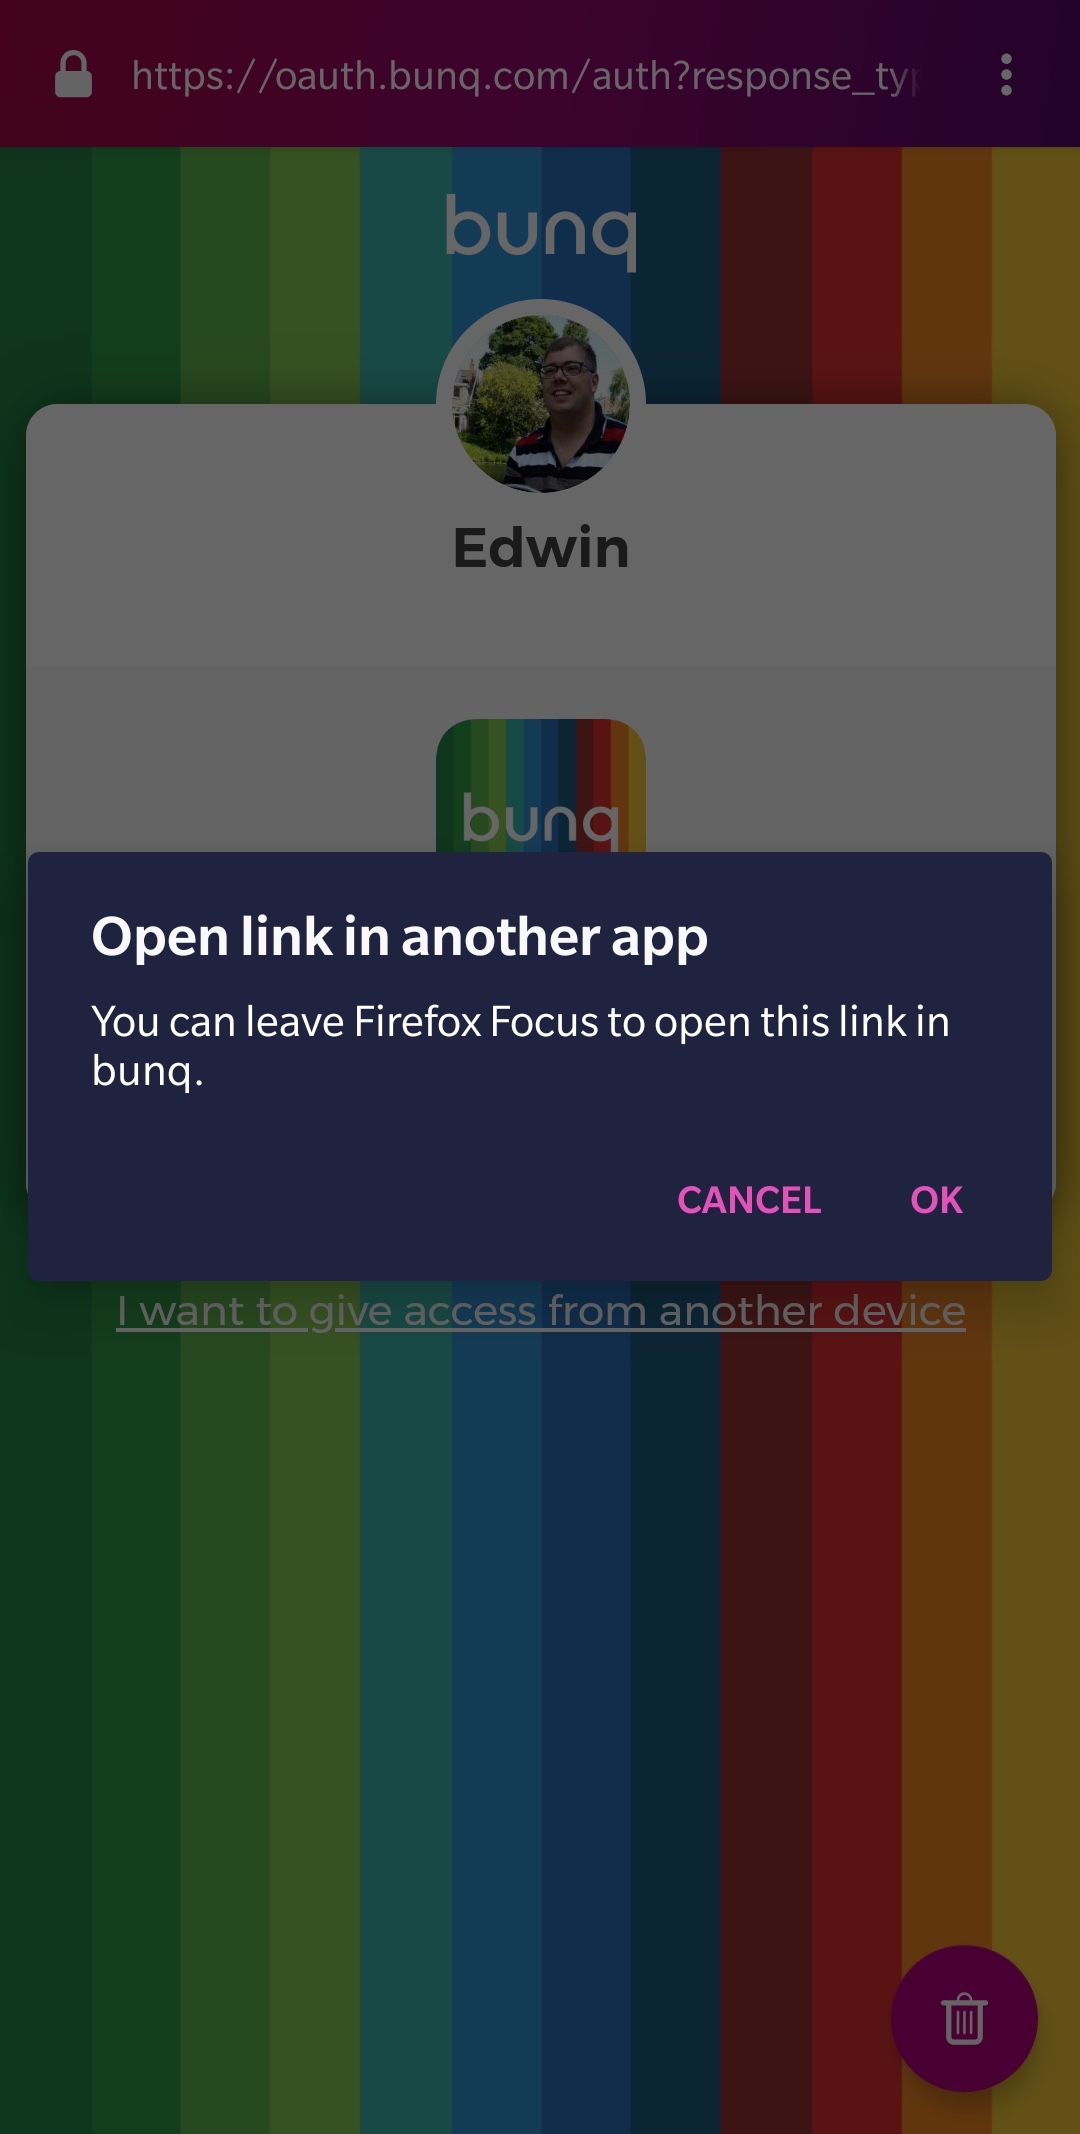 https://oauth.bunq.com/auth?response_typ
bunq
Edwin
bunq
Open link in another app
You can leave Firefox Focus to open this link in
bunq.
CANCEL OK
I want to give access from another device